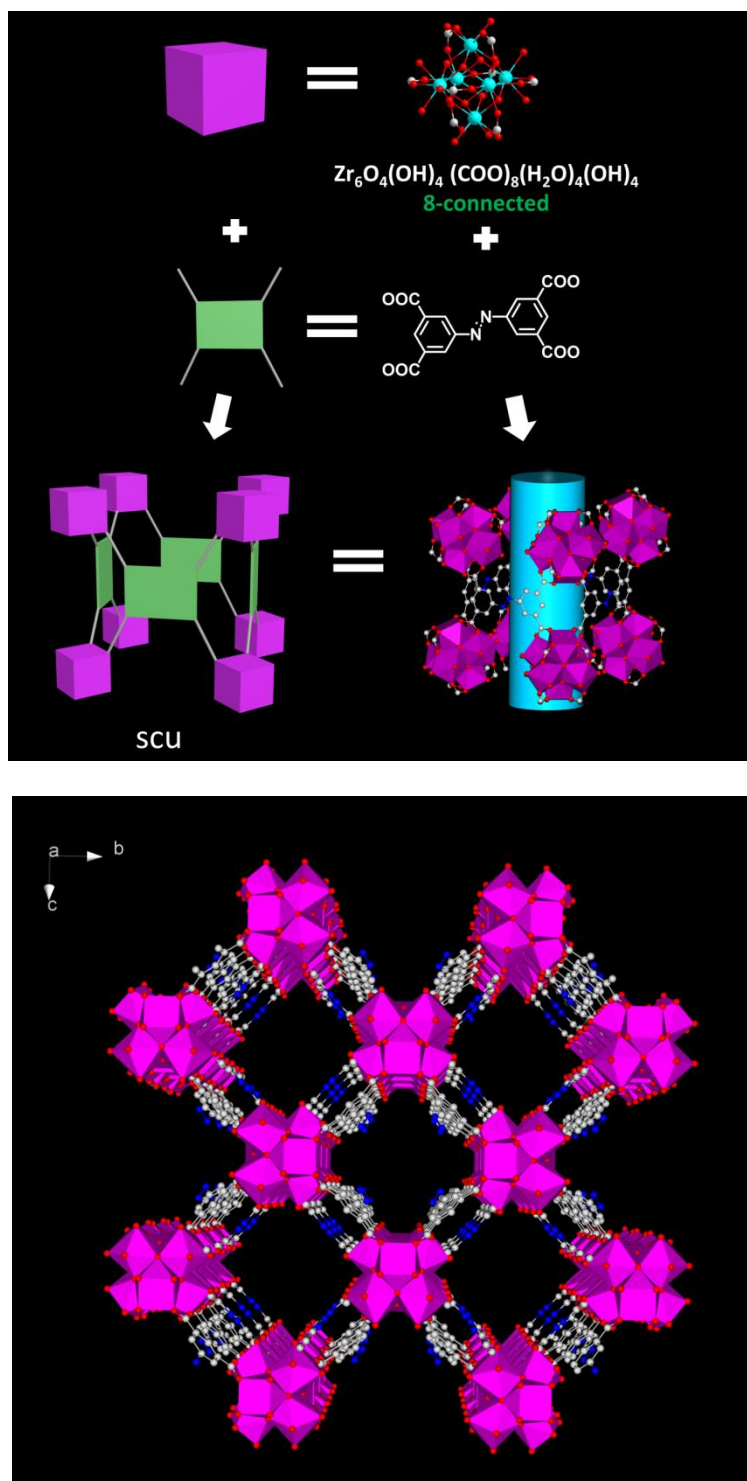 Zr₆O₄(OH)₄ (COO)₈(H₂O)₄(OH)₄
8-connected
OOC
COO
N
N
OOC
COO
scu
a
b
c